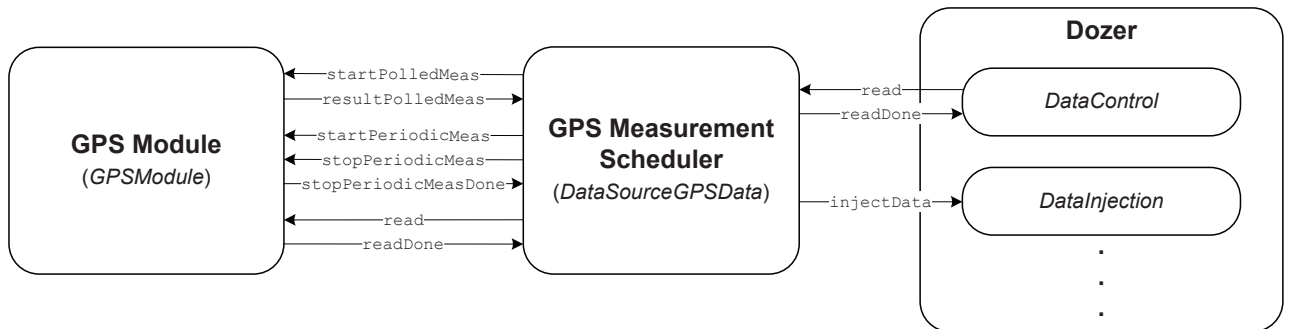 GPS Module
(GPSModule)
startPolledMeas
resultPolledMeas
startPeriodicMeas
stopPeriodicMeas
stopPeriodicMeasDone
read
readDone
GPS Measurement
Scheduler
(DataSourceGPSData)
read
readDone
injectData
Dozer
DataControl
DataInjection
.
.
.